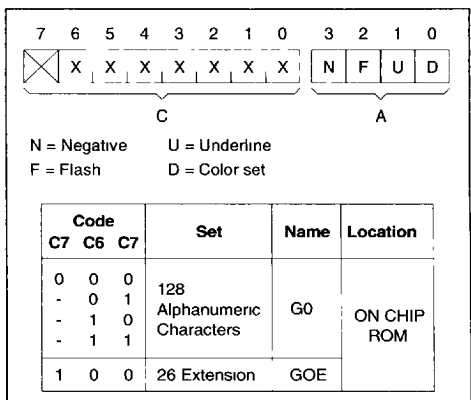 7 6 5 4 3 2 1 0 3 2 1 0
X X X X X X X N F U D
C A
N = Negative U = Underline
F = Flash D = Color set
Code Set Name Location
C7 C6 C7
0 0 0 128 Alphanumeric Characters G0 ON CHIP ROM
- 0 1
- 1 0
- 1 1
1 0 0 26 Extension GOE